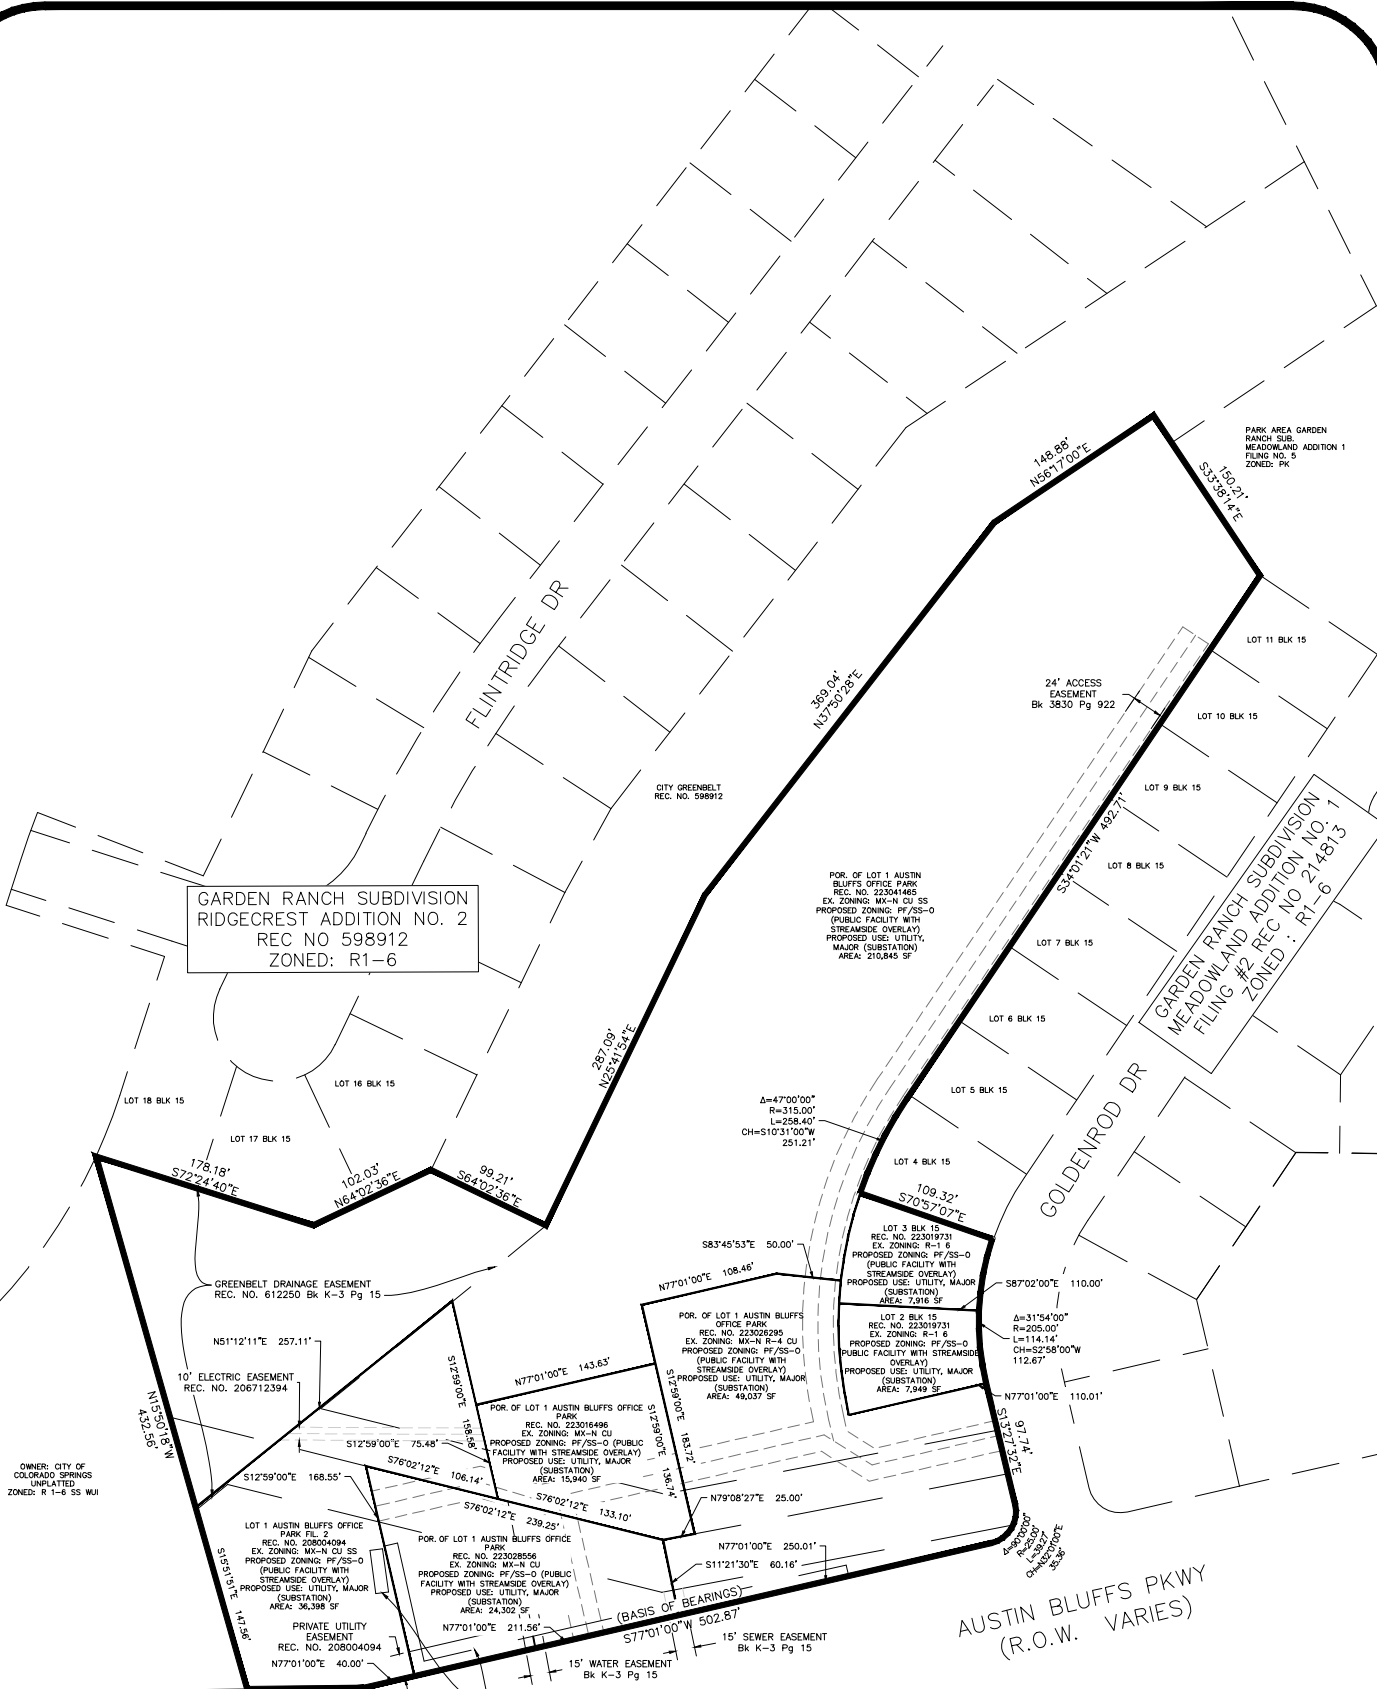 PARK AREA GARDEN
RANCH SUB.
MEADOWLAND ADDITION 1
FILING NO. 5
ZONED: PK
148.88'
N56°17'00"E
150.21'
S33°38'14"E
LOT 11 BLK 15
FLINTRIDGE DR
24' ACCESS
EASEMENT
Bk 3830 Pg 922
369.04'
N37°50'28"E
LOT 10 BLK 15
CITY GREENBELT
REC. NO. 598912
LOT 9 BLK 15
S34°01'21"W 492.71'
LOT 8 BLK 15
GARDEN RANCH SUBDIVISION
MEADOWLAND ADDITION NO. 1
FILING #2 REC NO 214813
ZONED : R1-6
GARDEN RANCH SUBDIVISION
RIDGECREST ADDITION NO. 2
REC NO 598912
ZONED: R1-6
POR. OF LOT 1 AUSTIN
BLUFFS OFFICE PARK
REC. NO. 223041465
EX. ZONING: MX-N CU SS
PROPOSED ZONING: PF/SS-O
(PUBLIC FACILITY WITH
STREAMSIDE OVERLAY)
PROPOSED USE: UTILITY,
MAJOR (SUBSTATION)
AREA: 210,845 SF
LOT 7 BLK 15
LOT 6 BLK 15
287.09'
N25°41'54"E
LOT 16 BLK 15
LOT 5 BLK 15
GOLDENROD DR
LOT 18 BLK 15
Δ=47°00'00"
R=315.00'
L=258.40'
CH=S10°31'00"W
251.21'
LOT 17 BLK 15
LOT 4 BLK 15
178.18'
S72°24'40"E
102.03'
N64°02'36"E
99.21'
S64°02'36"E
109.32'
S70°57'07"E
LOT 3 BLK 15
REC. NO. 223019731
EX. ZONING: R-1 6
PROPOSED ZONING: PF/SS-O
(PUBLIC FACILITY WITH
STREAMSIDE OVERLAY)
PROPOSED USE: UTILITY, MAJOR
(SUBSTATION)
AREA: 7,916 SF
S83°45'53"E 50.00'
N77°01'00"E 108.46'
S87°02'00"E 110.00'
GREENBELT DRAINAGE EASEMENT
REC. NO. 612250 Bk K-3 Pg 15
LOT 2 BLK 15
REC. NO. 223019731
EX. ZONING: R-1 6
PROPOSED ZONING: PF/SS-O
(PUBLIC FACILITY WITH STREAMSIDE
OVERLAY)
PROPOSED USE: UTILITY, MAJOR
(SUBSTATION)
AREA: 7,949 SF
Δ=31°54'00"
R=205.00'
L=114.14'
CH=S2°58'00"W
112.67'
POR. OF LOT 1 AUSTIN BLUFFS
OFFICE PARK
REC. NO. 223026295
EX. ZONING: MX-N R-4 CU
PROPOSED ZONING: PF/SS-O
(PUBLIC FACILITY WITH
STREAMSIDE OVERLAY)
PROPOSED USE: UTILITY, MAJOR
(SUBSTATION)
AREA: 49,037 SF
N51°12'11"E 257.11'
N77°01'00"E 143.63'
S12°59'00"E 158.58'
S12°59'00"E 183.72'
S12°59'00"E 136.74'
10' ELECTRIC EASEMENT
REC. NO. 206712394
N77°01'00"E 110.01'
N15°50'18"W
432.56'
POR. OF LOT 1 AUSTIN BLUFFS OFFICE
PARK
REC. NO. 223016496
EX. ZONING: MX-N CU
PROPOSED ZONING: PF/SS-O (PUBLIC
FACILITY WITH STREAMSIDE OVERLAY)
PROPOSED USE: UTILITY, MAJOR
(SUBSTATION)
AREA: 15,940 SF
97.74'
S13°27'32"E
S12°59'00"E 75.48'
S76°02'12"E 106.14'
S12°59'00"E 168.55'
OWNER: CITY OF
COLORADO SPRINGS
UNPLATTED
ZONED: R 1-6 SS WUI
S76°02'12"E 133.10'
S76°02'12"E 239.25'
N79°08'27"E 25.00'
LOT 1 AUSTIN BLUFFS OFFICE
PARK FIL. 2
REC. NO. 208004094
EX. ZONING: MX-N CU SS
PROPOSED ZONING: PF/SS-O
(PUBLIC FACILITY WITH
STREAMSIDE OVERLAY)
PROPOSED USE: UTILITY, MAJOR
(SUBSTATION)
AREA: 36,398 SF
S15°51'51"E 147.56'
POR. OF LOT 1 AUSTIN BLUFFS OFFICE
PARK
REC. NO. 223028556
EX. ZONING: MX-N CU
PROPOSED ZONING: PF/SS-O (PUBLIC
FACILITY WITH STREAMSIDE OVERLAY)
PROPOSED USE: UTILITY, MAJOR
(SUBSTATION)
AREA: 24,302 SF
N77°01'00"E 250.01'
S11°21'30"E 60.16'
Δ=90°00'00"
R=25.00'
L=39.27'
CH=N32°01'00"E
35.36'
(BASIS OF BEARINGS)
S77°01'00"W 502.87'
AUSTIN BLUFFS PKWY
(R.O.W. VARIES)
PRIVATE UTILITY
EASEMENT
REC. NO. 208004094
N77°01'00"E 211.56'
N77°01'00"E 40.00'
15' SEWER EASEMENT
Bk K-3 Pg 15
15' WATER EASEMENT
Bk K-3 Pg 15